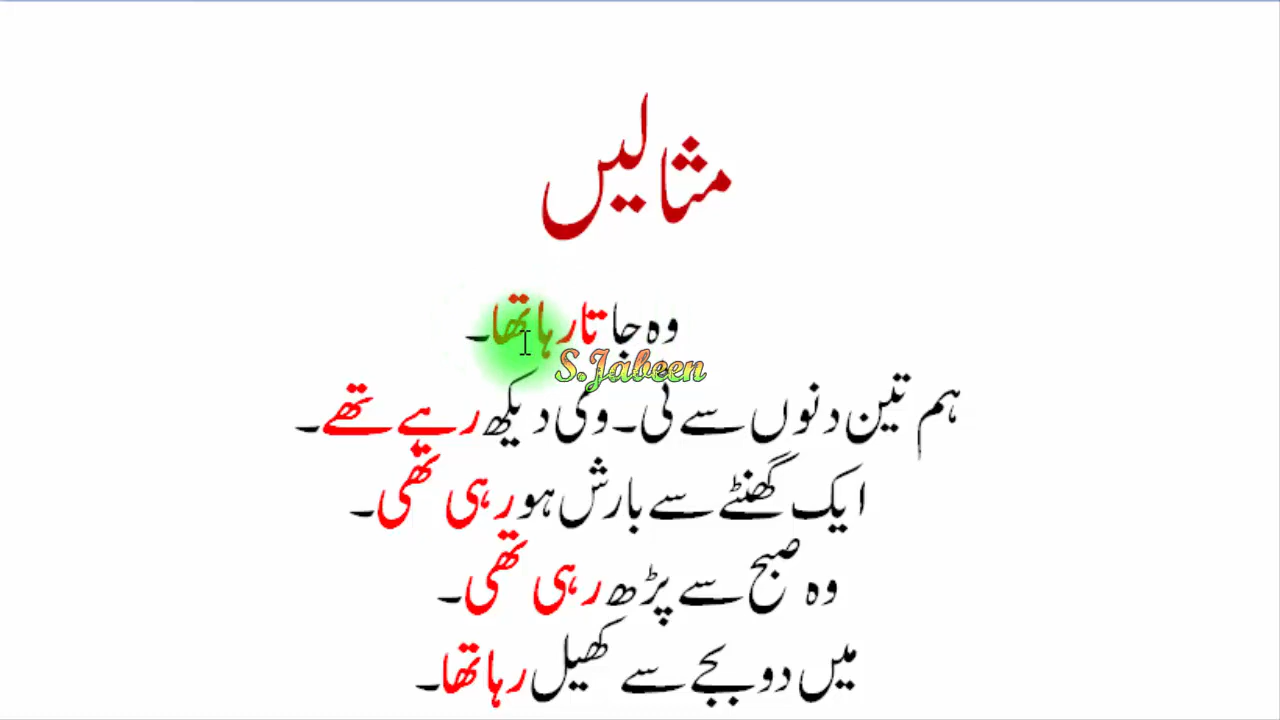 مثالیں
وہ جاتا رہا تھا۔
S.Jabeen
ہم تین دنوں سے ٹی۔وی دیکھ رہے تھے۔
ایک گھنٹے سے بارش ہو رہی تھی۔
وہ صبح سے پڑھ رہی تھی۔
میں دو بجے سے کھیل رہا تھا۔